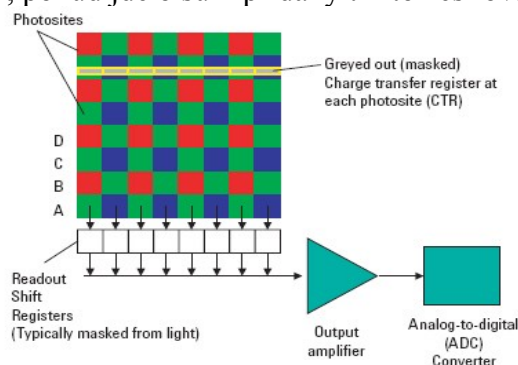 Photosites
Greyed out (masked)
Charge transfer register at
each photosite (CTR)
D
C
B
A
Readout
Shift
Registers
(Typically masked from light)
Output
amplifier
Analog-to-digital
(ADC)
Converter